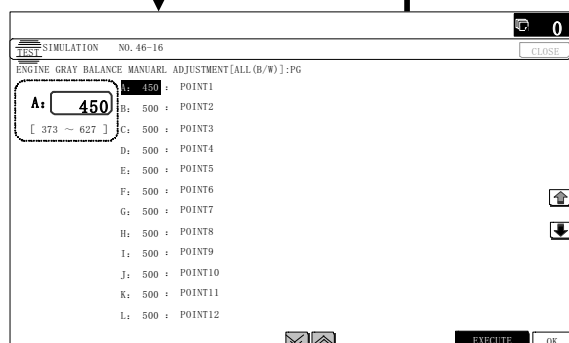 0
TEST SIMULATION NO.46-16
CLOSE
ENGINE GRAY BALANCE MANUARL ADJUSTMENT[ALL(B/W)]:PG
A: 450
[ 373 ~ 627 ]
A: 450 : POINT1
B: 500 : POINT2
C: 500 : POINT3
D: 500 : POINT4
E: 500 : POINT5
F: 500 : POINT6
G: 500 : POINT7
H: 500 : POINT8
I: 500 : POINT9
J: 500 : POINT10
K: 500 : POINT11
L: 500 : POINT12
EXECUTE OK